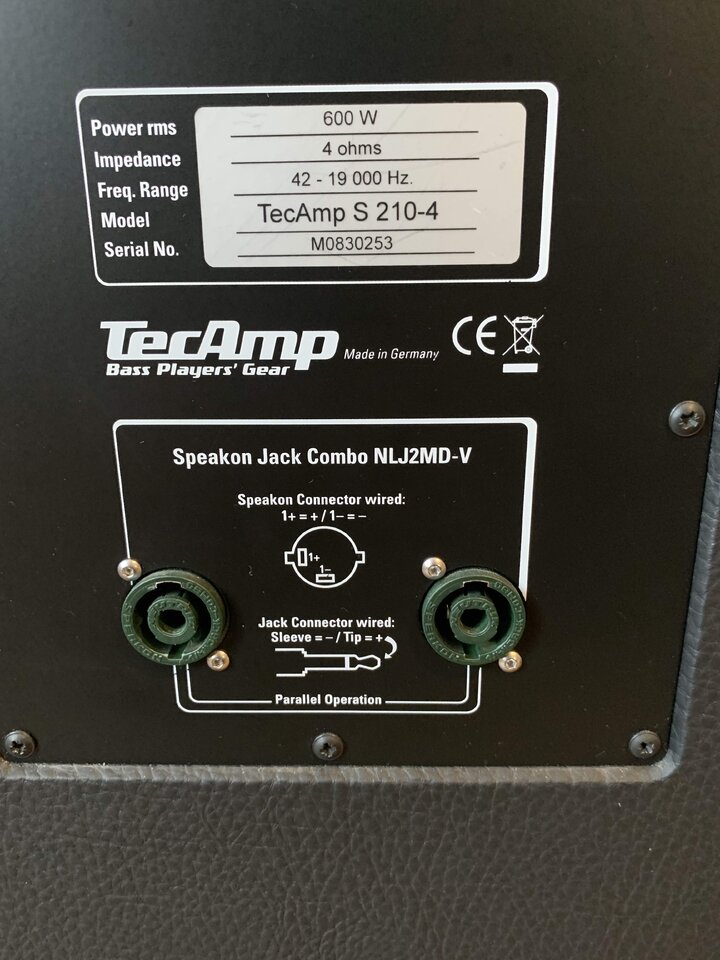 Power rms 600 W
Impedance 4 ohms
Freq. Range 42 - 19 000 Hz.
Model TecAmp S 210-4
Serial No. M0830253
TecAmp
Bass Players' Gear
Made in Germany
CE
Speakon Jack Combo NLJ2MD-V
Speakon Connector wired:
1+ = + / 1– = –
1+
1–
Jack Connector wired:
Sleeve = – / Tip = +
Parallel Operation